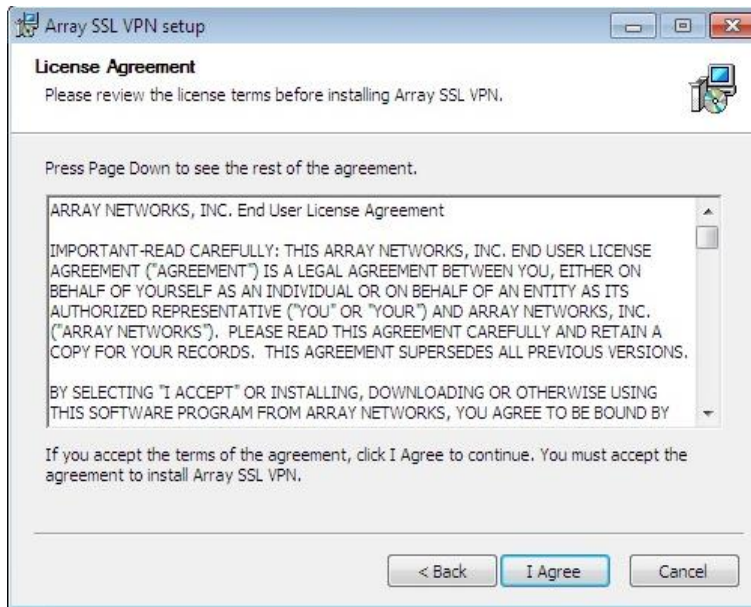 Array SSL VPN setup
License Agreement
Please review the license terms before installing Array SSL VPN.
Press Page Down to see the rest of the agreement.
ARRAY NETWORKS, INC. End User License Agreement
IMPORTANT-READ CAREFULLY: THIS ARRAY NETWORKS, INC. END USER LICENSE
AGREEMENT ("AGREEMENT") IS A LEGAL AGREEMENT BETWEEN YOU, EITHER ON
BEHALF OF YOURSELF AS AN INDIVIDUAL OR ON BEHALF OF AN ENTITY AS ITS
AUTHORIZED REPRESENTATIVE ("YOU" OR "YOUR") AND ARRAY NETWORKS, INC.
("ARRAY NETWORKS").  PLEASE READ THIS AGREEMENT CAREFULLY AND RETAIN A
COPY FOR YOUR RECORDS.  THIS AGREEMENT SUPERSEDES ALL PREVIOUS VERSIONS.
BY SELECTING "I ACCEPT" OR INSTALLING, DOWNLOADING OR OTHERWISE USING
THIS SOFTWARE PROGRAM FROM ARRAY NETWORKS, YOU AGREE TO BE BOUND BY
If you accept the terms of the agreement, click I Agree to continue. You must accept the
agreement to install Array SSL VPN.
< Back I Agree Cancel